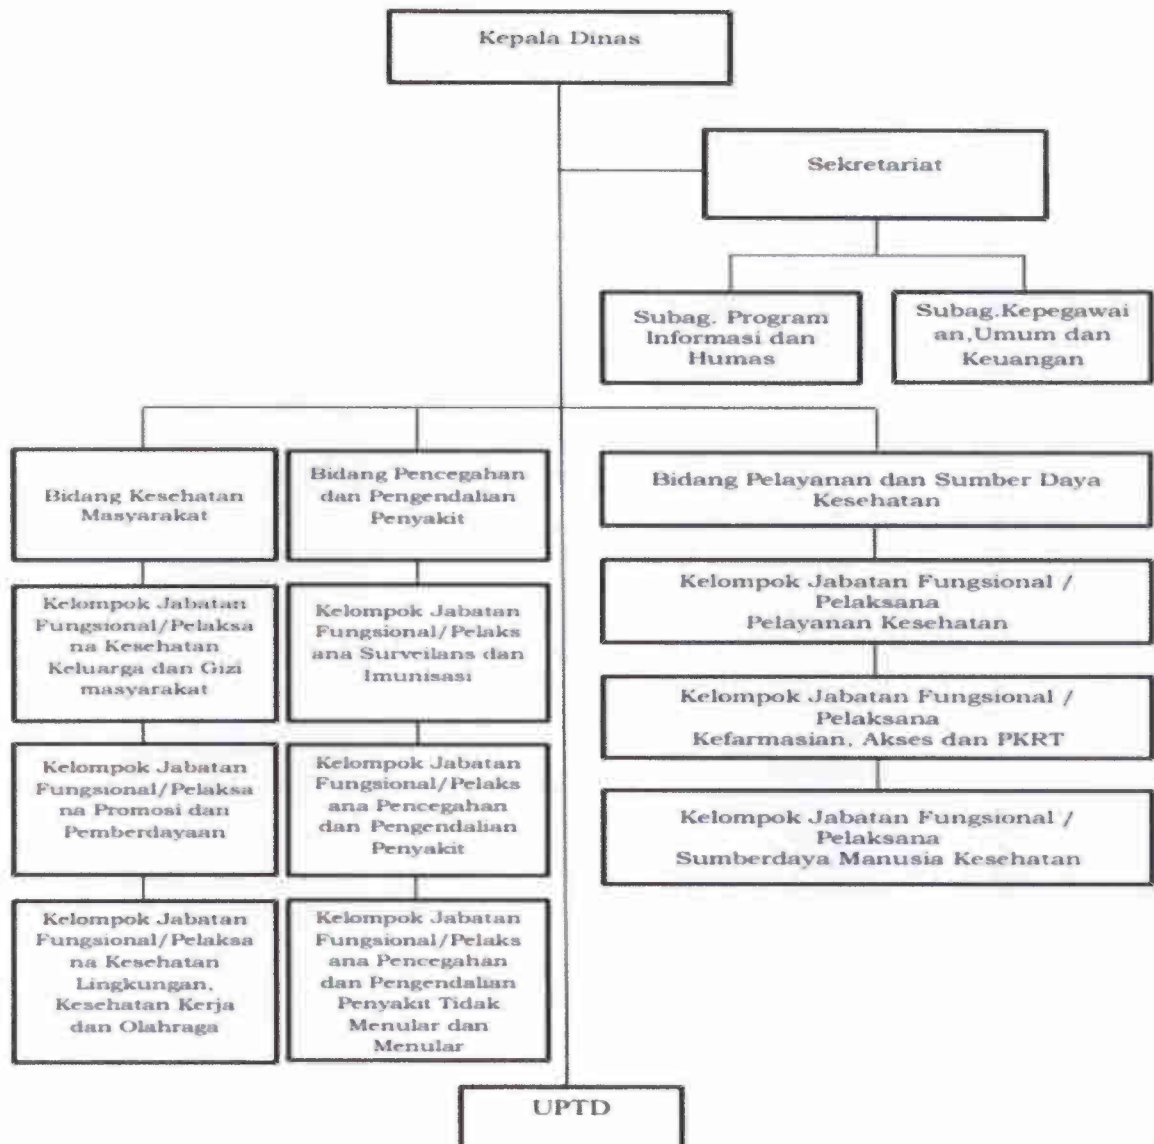 Kepala Dinas
Sekretariat
Subag. Program
Informasi dan
Humas
Subag.Kepegawai
an,Umum dan
Keuangan
Bidang Kesehatan
Masyarakat
Bidang Pencegahan
dan Pengendalian
Penyakit
Bidang Pelayanan dan Sumber Daya
Kesehatan
Kelompok Jabatan
Fungsional/Pelaksa
na Kesehatan
Keluarga dan Gizi
masyarakat
Kelompok Jabatan
Fungsional/Pelaks
ana Surveilans dan
Imunisasi
Kelompok Jabatan Fungsional /
Pelaksana
Pelayanan Kesehatan
Kelompok Jabatan Fungsional /
Pelaksana
Kefarmasian, Akses dan PKRT
Kelompok Jabatan
Fungsional/Pelaksa
na Promosi dan
Pemberdayaan
Kelompok Jabatan
Fungsional/Pelaks
ana Pencegahan
dan Pengendalian
Penyakit
Kelompok Jabatan Fungsional /
Pelaksana
Sumberdaya Manusia Kesehatan
Kelompok Jabatan
Fungsional/Pelaksa
na Kesehatan
Lingkungan,
Kesehatan Kerja
dan Olahraga
Kelompok Jabatan
Fungsional/Pelaks
ana Pencegahan
dan Pengendalian
Penyakit Tidak
Menular dan
Menular
UPTD